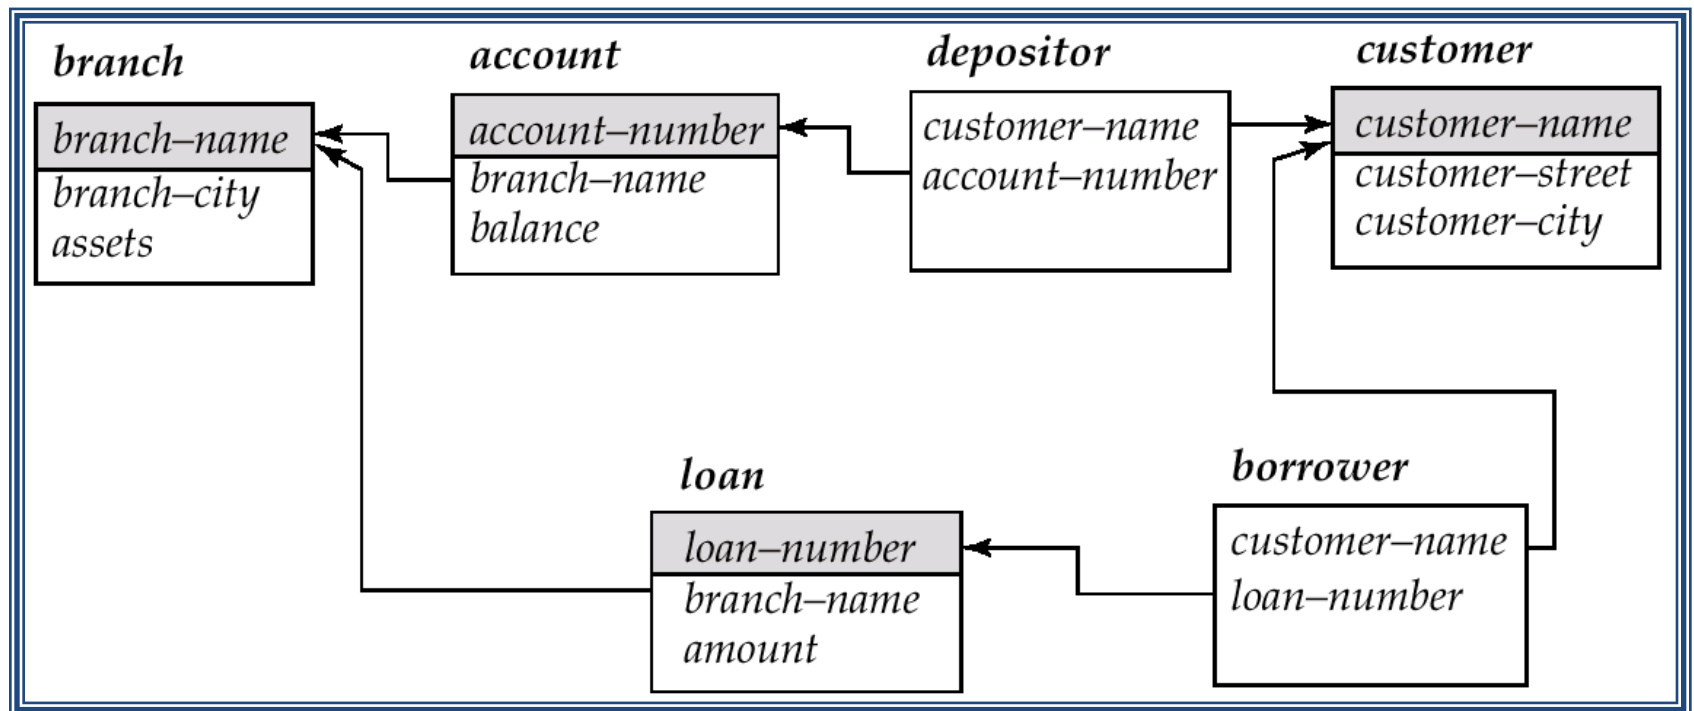 branch
branch–name
branch–city
assets
account
account–number
branch–name
balance
depositor
customer–name
account–number
customer
customer–name
customer–street
customer–city
loan
loan–number
branch–name
amount
borrower
customer–name
loan–number